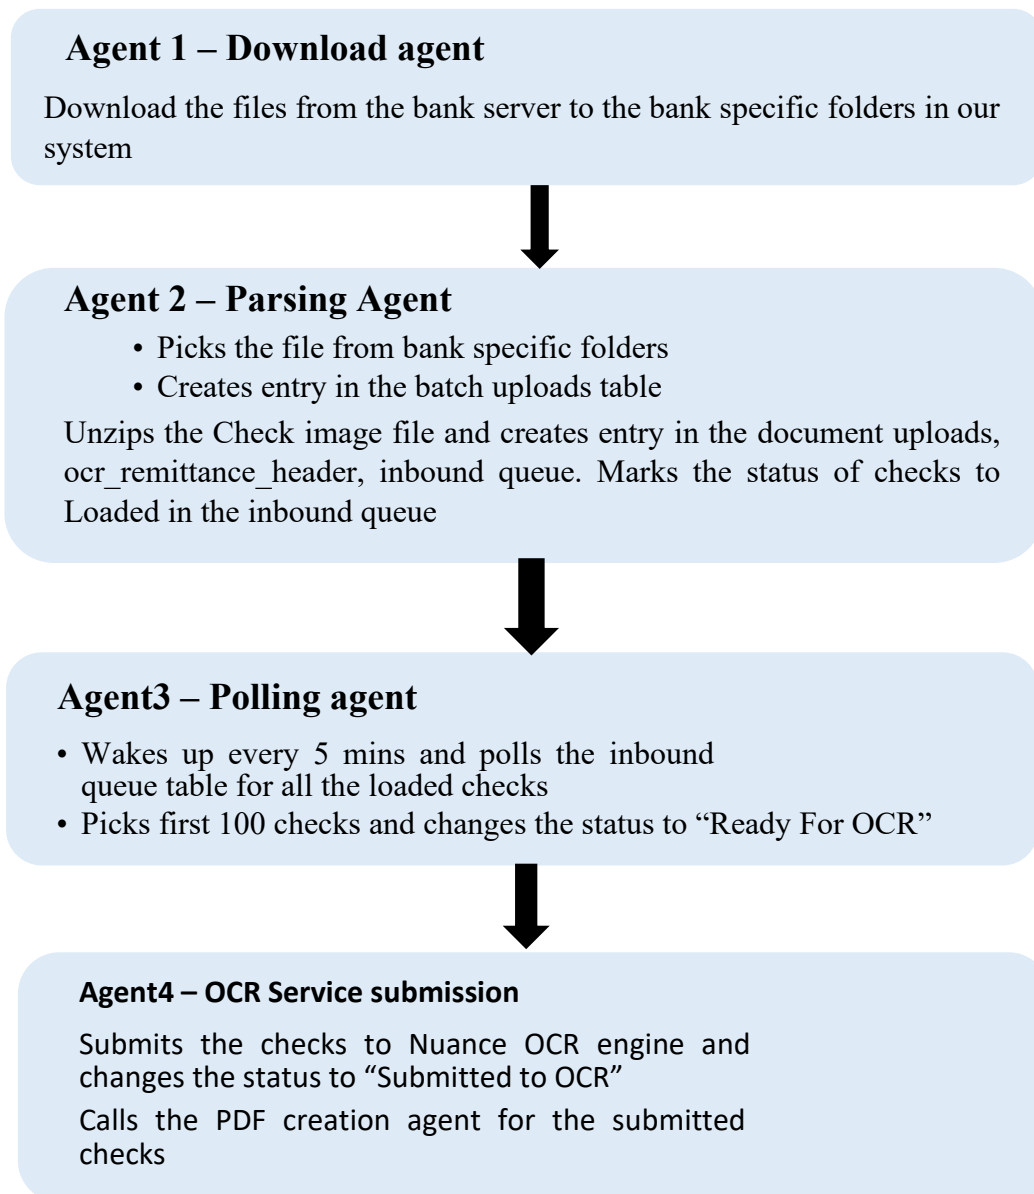 Agent 1 – Download agent
Download the files from the bank server to the bank specific folders in our
system
Agent 2 – Parsing Agent
• Picks the file from bank specific folders
• Creates entry in the batch uploads table
Unzips the Check image file and creates entry in the document uploads,
ocr_remittance_header, inbound queue. Marks the status of checks to
Loaded in the inbound queue
Agent3 – Polling agent
• Wakes up every 5 mins and polls the inbound
queue table for all the loaded checks
• Picks first 100 checks and changes the status to “Ready For OCR”
Agent4 – OCR Service submission
Submits the checks to Nuance OCR engine and
changes the status to “Submitted to OCR”
Calls the PDF creation agent for the submitted
checks